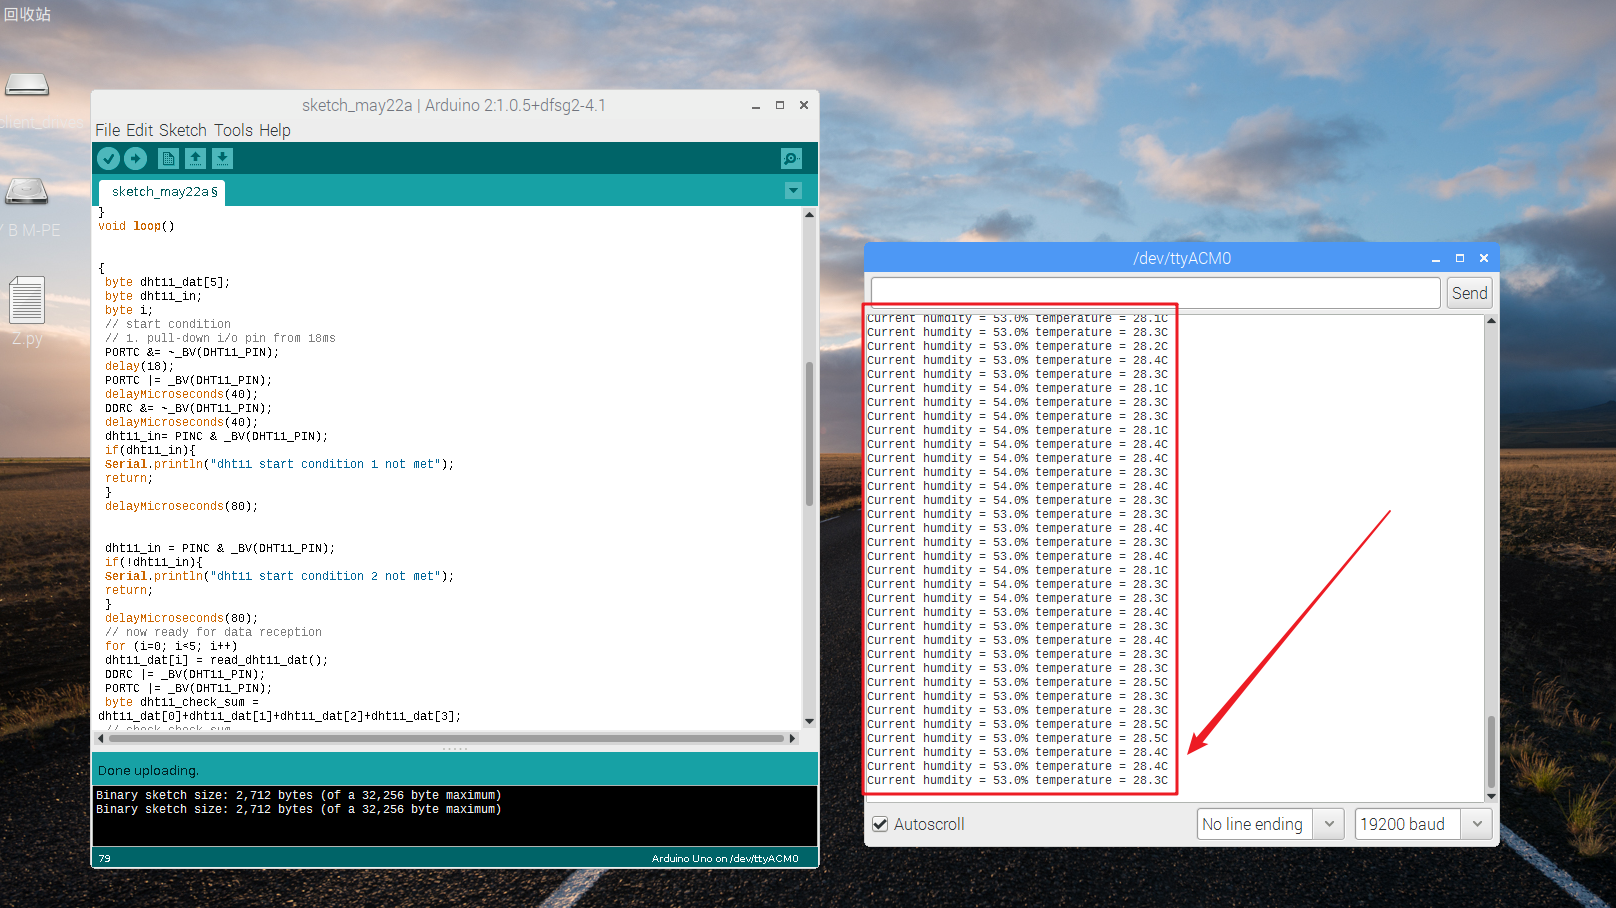 回收站
client_drives
Y B M-PE
Z.py
sketch_may22a | Arduino 2:1.0.5+dfsg2-4.1
File Edit Sketch Tools Help
sketch_may22a §
}
void loop()
{
byte dht11_dat[5];
byte dht11_in;
byte i;
// start condition
// 1. pull-down i/o pin from 18ms
PORTC &= ~_BV(DHT11_PIN);
delay(18);
PORTC |= _BV(DHT11_PIN);
delayMicroseconds(40);
DDRC &= ~_BV(DHT11_PIN);
delayMicroseconds(40);
dht11_in= PINC & _BV(DHT11_PIN);
if(dht11_in){
Serial.println("dht11 start condition 1 not met");
return;
}
delayMicroseconds(80);
dht11_in = PINC & _BV(DHT11_PIN);
if(!dht11_in){
Serial.println("dht11 start condition 2 not met");
return;
}
delayMicroseconds(80);
// now ready for data reception
for (i=0; i<5; i++)
dht11_dat[i] = read_dht11_dat();
DDRC |= _BV(DHT11_PIN);
PORTC |= _BV(DHT11_PIN);
byte dht11_check_sum =
dht11_dat[0]+dht11_dat[1]+dht11_dat[2]+dht11_dat[3];
// check check_sum
Done uploading.
Binary sketch size: 2,712 bytes (of a 32,256 byte maximum)
Binary sketch size: 2,712 bytes (of a 32,256 byte maximum)
79
Arduino Uno on /dev/ttyACM0
/dev/ttyACM0
Send
Current humdity = 53.0% temperature = 28.1C
Current humdity = 53.0% temperature = 28.3C
Current humdity = 53.0% temperature = 28.2C
Current humdity = 53.0% temperature = 28.4C
Current humdity = 53.0% temperature = 28.3C
Current humdity = 54.0% temperature = 28.1C
Current humdity = 54.0% temperature = 28.3C
Current humdity = 54.0% temperature = 28.3C
Current humdity = 54.0% temperature = 28.1C
Current humdity = 54.0% temperature = 28.4C
Current humdity = 54.0% temperature = 28.4C
Current humdity = 54.0% temperature = 28.3C
Current humdity = 54.0% temperature = 28.4C
Current humdity = 54.0% temperature = 28.3C
Current humdity = 53.0% temperature = 28.3C
Current humdity = 53.0% temperature = 28.4C
Current humdity = 53.0% temperature = 28.3C
Current humdity = 53.0% temperature = 28.4C
Current humdity = 54.0% temperature = 28.1C
Current humdity = 54.0% temperature = 28.3C
Current humdity = 54.0% temperature = 28.3C
Current humdity = 53.0% temperature = 28.4C
Current humdity = 53.0% temperature = 28.3C
Current humdity = 53.0% temperature = 28.4C
Current humdity = 53.0% temperature = 28.3C
Current humdity = 53.0% temperature = 28.3C
Current humdity = 53.0% temperature = 28.5C
Current humdity = 53.0% temperature = 28.3C
Current humdity = 53.0% temperature = 28.3C
Current humdity = 53.0% temperature = 28.5C
Current humdity = 53.0% temperature = 28.5C
Current humdity = 53.0% temperature = 28.4C
Current humdity = 53.0% temperature = 28.4C
Current humdity = 53.0% temperature = 28.3C
Autoscroll
No line ending
19200 baud